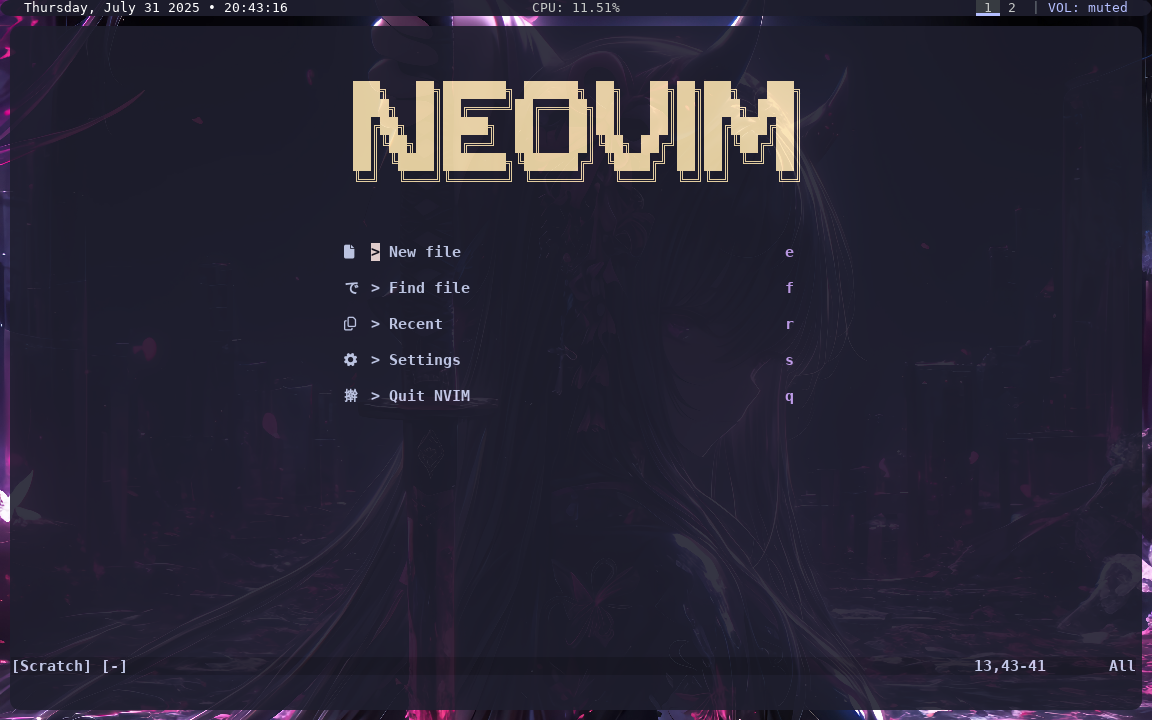 Thursday, July 31 2025 • 20:43:16 CPU: 11.51% 1 2 | VOL: muted
NEOVIM
> New file e
で > Find file f
> Recent r
> Settings s
> Quit NVIM q
[Scratch] [-] 13,43-41 All